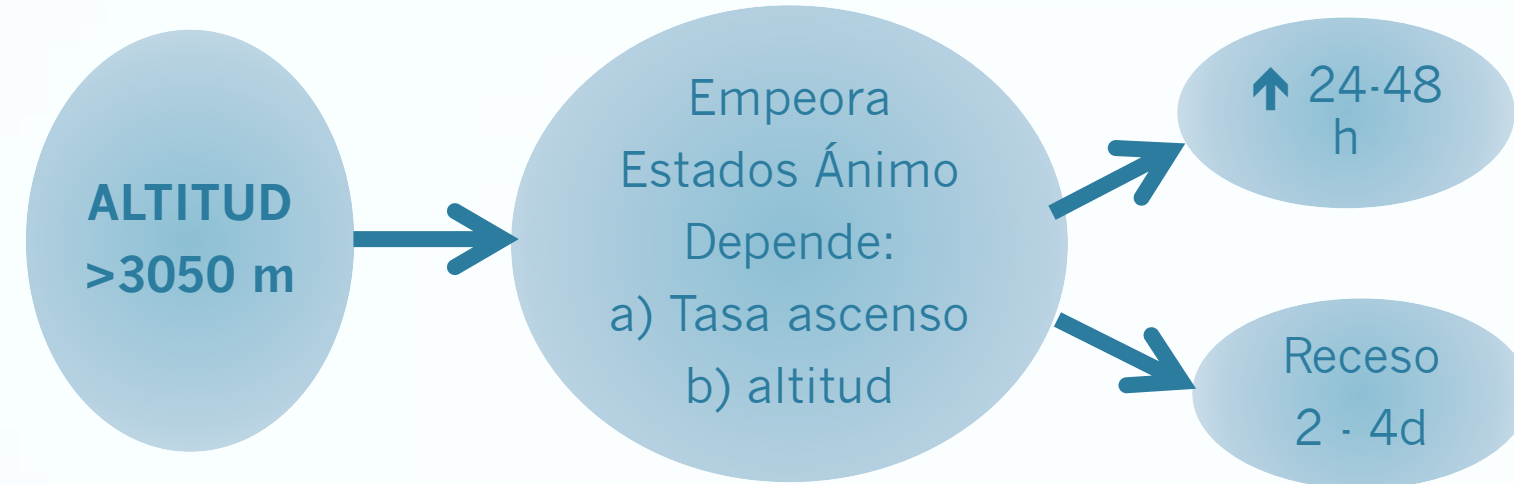 ALTITUD
>3050 m
Empeora
Estados Ánimo
Depende:
a) Tasa ascenso
b) altitud
↑ 24-48
h
Receso
2 - 4d